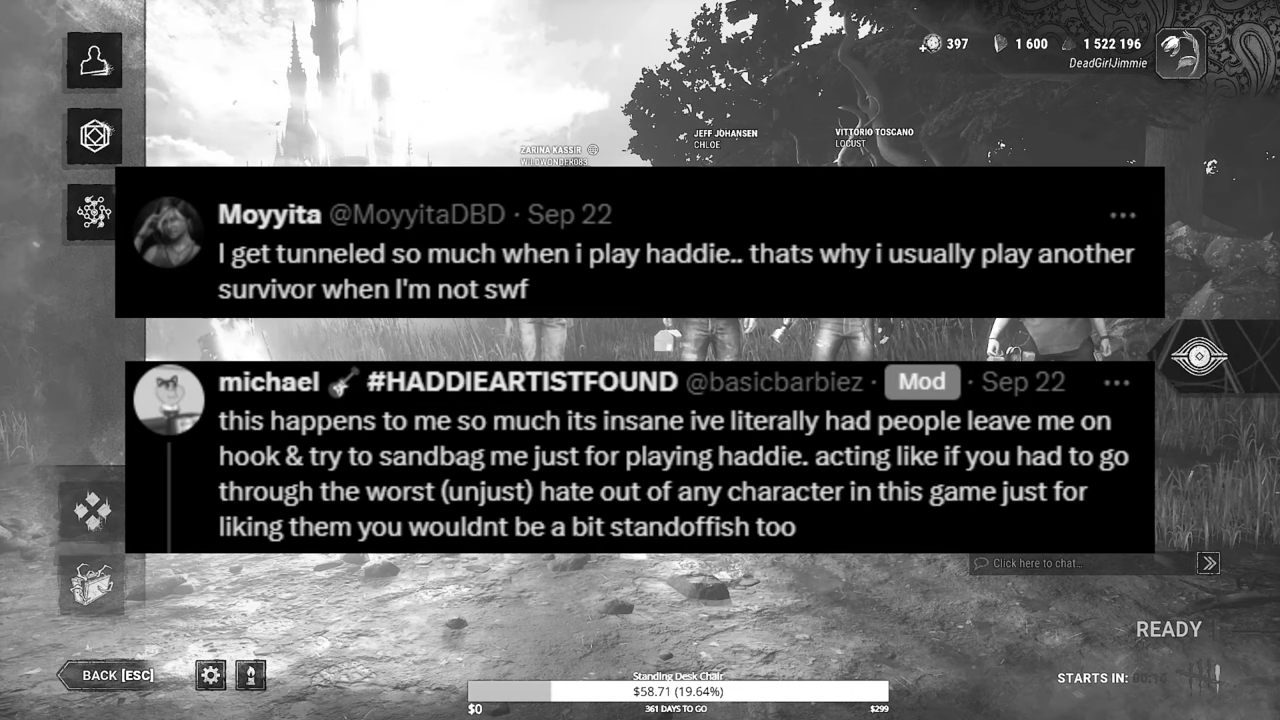 397 1 600 1 522 196
DeadGirlJimmie
JEFF JOHANSEN
CHLOE
VITTORIO TOSCANO
LOCUST
ZARINA KASSIR
WILDWONDER083
Moyyita @MoyyitaDBD · Sep 22
I get tunneled so much when i play haddie.. thats why i usually play another
survivor when I'm not swf
michael #HADDIEARTISTFOUND @basicbarbiez · Mod · Sep 22
this happens to me so much its insane ive literally had people leave me on
hook & try to sandbag me just for playing haddie. acting like if you had to go
through the worst (unjust) hate out of any character in this game just for
liking them you wouldnt be a bit standoffish too
Click here to chat...
READY
BACK [ESC]
STARTS IN:
Standing Desk Chair
$58.71 (19.64%)
$0 361 DAYS TO GO $299